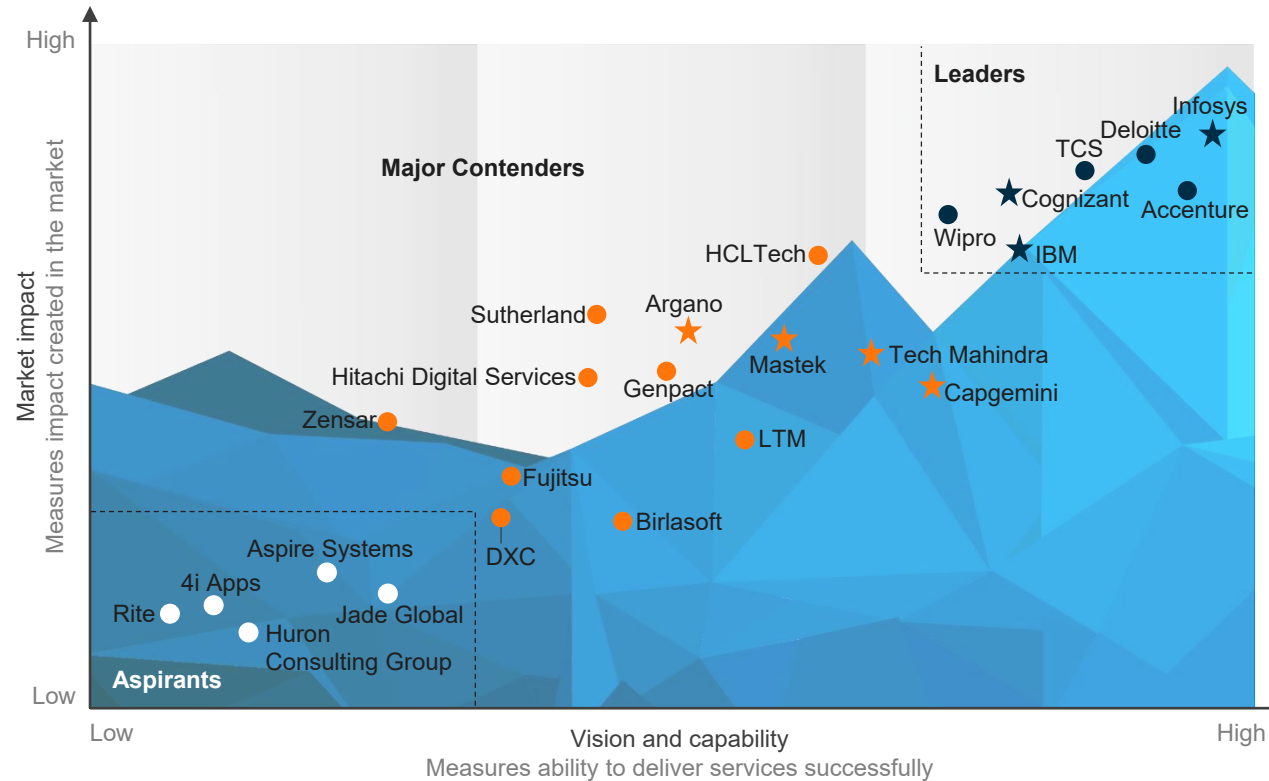 High
Leaders
Infosys
Deloitte
TCS
Major Contenders
Cognizant
Accenture
Wipro
HCLTech
IBM
Argano
Sutherland
Mastek
Tech Mahindra
Hitachi Digital Services
Genpact
Capgemini
Zensar
LTM
Fujitsu
Birlasoft
DXC
Aspire Systems
4i Apps
Rite
Jade Global
Huron
Consulting Group
Aspirants
Low
Market impact
Measures impact created in the market
Low
High
Vision and capability
Measures ability to deliver services successfully